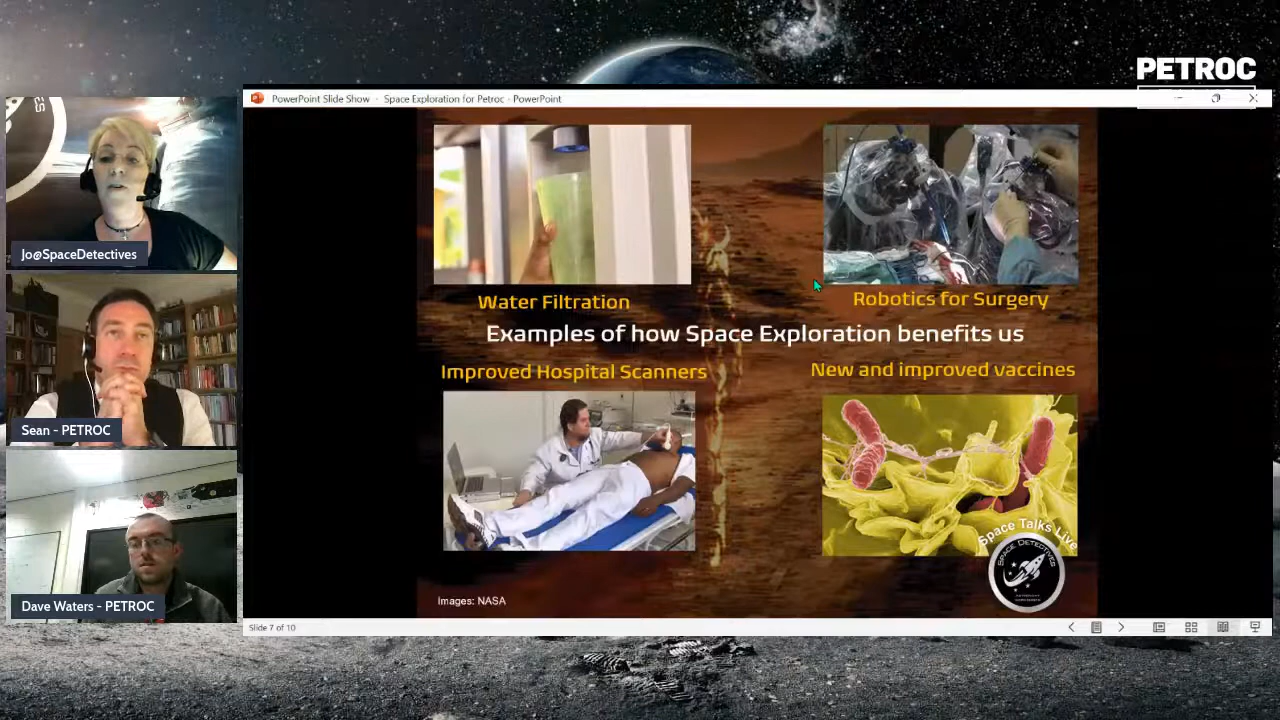 PETROC
PowerPoint Slide Show - Space Exploration for Petroc - PowerPoint
Jo@SpaceDetectives
Sean - PETROC
Dave Waters - PETROC
Water Filtration
Robotics for Surgery
Examples of how Space Exploration benefits us
Improved Hospital Scanners
New and improved vaccines
Space Talks Live
SPACE DETECTIVES
Images: NASA
Slide 7 of 10